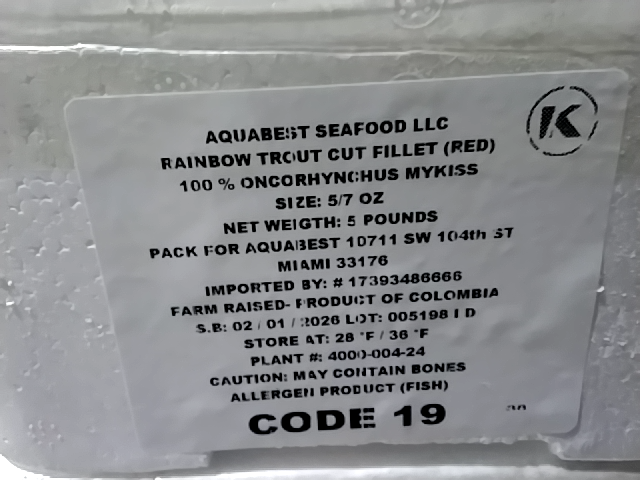 K
AQUABEST SEAFOOD LLC
RAINBOW TROUT CUT FILLET (RED)
100 % ONCORHYNCHUS MYKISS
SIZE: 5/7 OZ
NET WEIGTH: 5 POUNDS
PACK FOR AQUABEST 10711 SW 104th ST
MIAMI 33176
IMPORTED BY: # 17393486666
FARM RAISED- PRODUCT OF COLOMBIA
S.B: 02 / 01 / 2026 LOT: 005198 I D
STORE AT: 28 °F / 36 °F
PLANT #: 4000-004-24
CAUTION: MAY CONTAIN BONES
ALLERGEN PRODUCT (FISH)
CODE 19